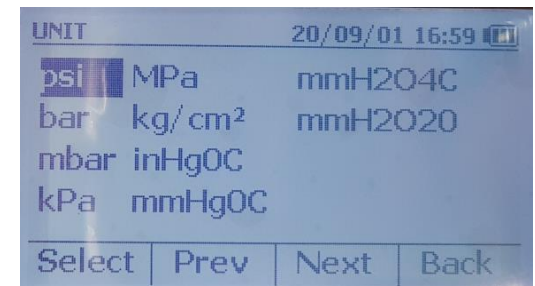 UNIT 20/09/01 16:59
psi MPa mmH2O4C
bar kg/cm² mmH2O20
mbar inHg0C
kPa mmHg0C
Select Prev Next Back